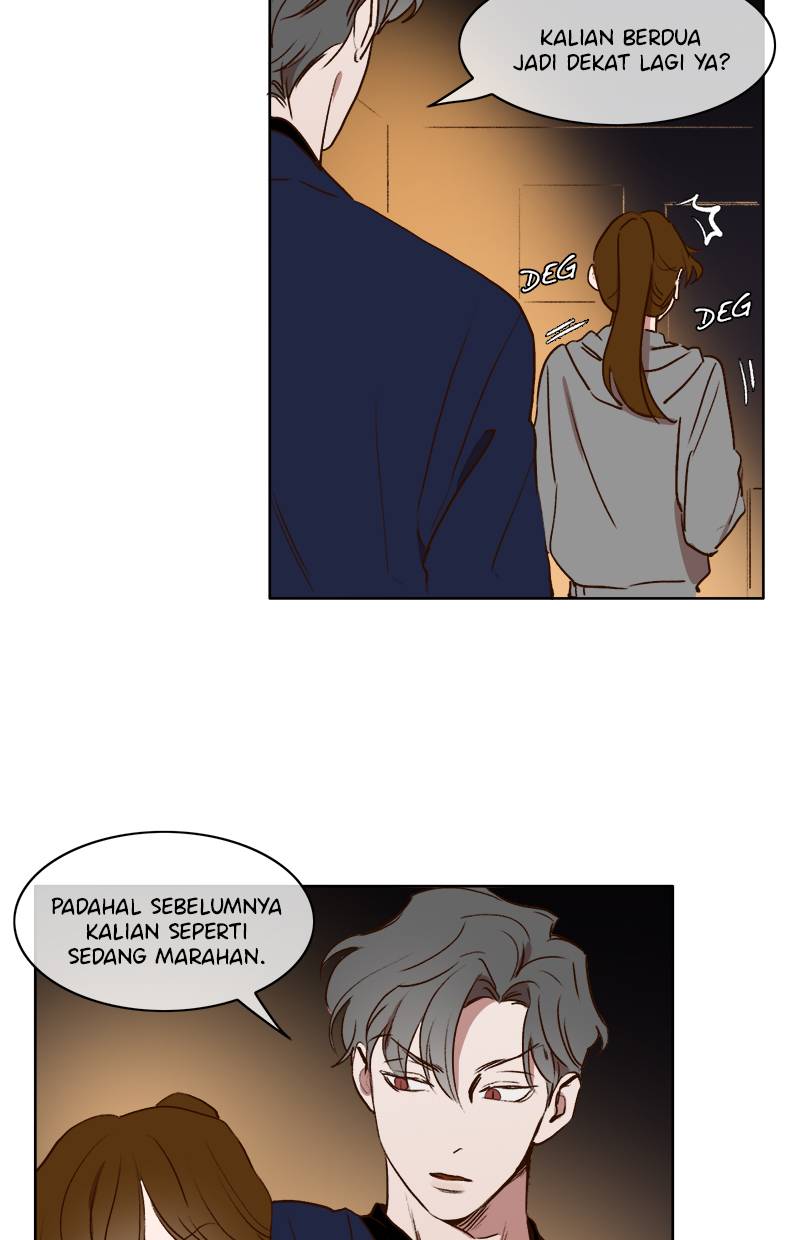 KALIAN BERDUA
JADI DEKAT LAGI YA?
DEG
DEG
PADAHAL SEBELUMNYA
KALIAN SEPERTI
SEDANG MARAHAN.